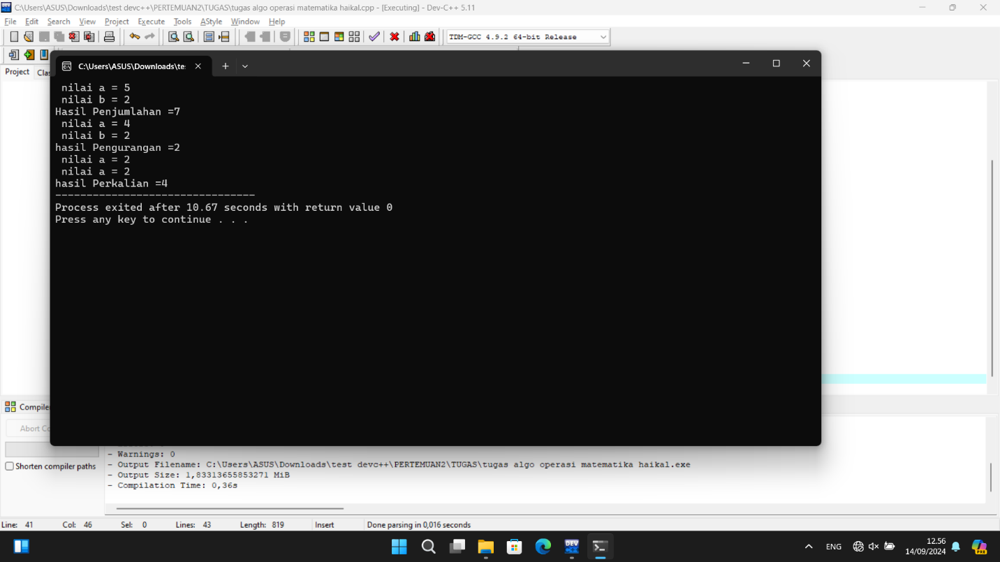 C:\Users\ASUS\Downloads\test devc++\PERTEMUAN2\TUGAS\tugas algo operasi matematika haikal.cpp - [Executing] - Dev-C++ 5.11
File Edit Search View Project Execute Tools AStyle Window Help
TDM-GCC 4.9.2 64-bit Release
Project
C:\Users\ASUS\Downloads\te
nilai a = 5
nilai b = 2
Hasil Penjumlahan =7
nilai a = 4
nilai b = 2
hasil Pengurangan =2
nilai a = 2
nilai a = 2
hasil Perkalian =4
--------------------------------
Process exited after 10.67 seconds with return value 0
Press any key to continue . . .
Compiler
Abort
Shorten compiler paths
- Warnings: 0
- Output Filename: C:\Users\ASUS\Downloads\test devc++\PERTEMUAN2\TUGAS\tugas algo operasi matematika haikal.exe
- Output Size: 1,83313655853271 MiB
- Compilation Time: 0,36s
Line: 41 Col: 46 Sel: 0 Lines: 43 Length: 819 Insert Done parsing in 0,016 seconds
DEV C++
ENG
12.56
14/09/2024
PRE